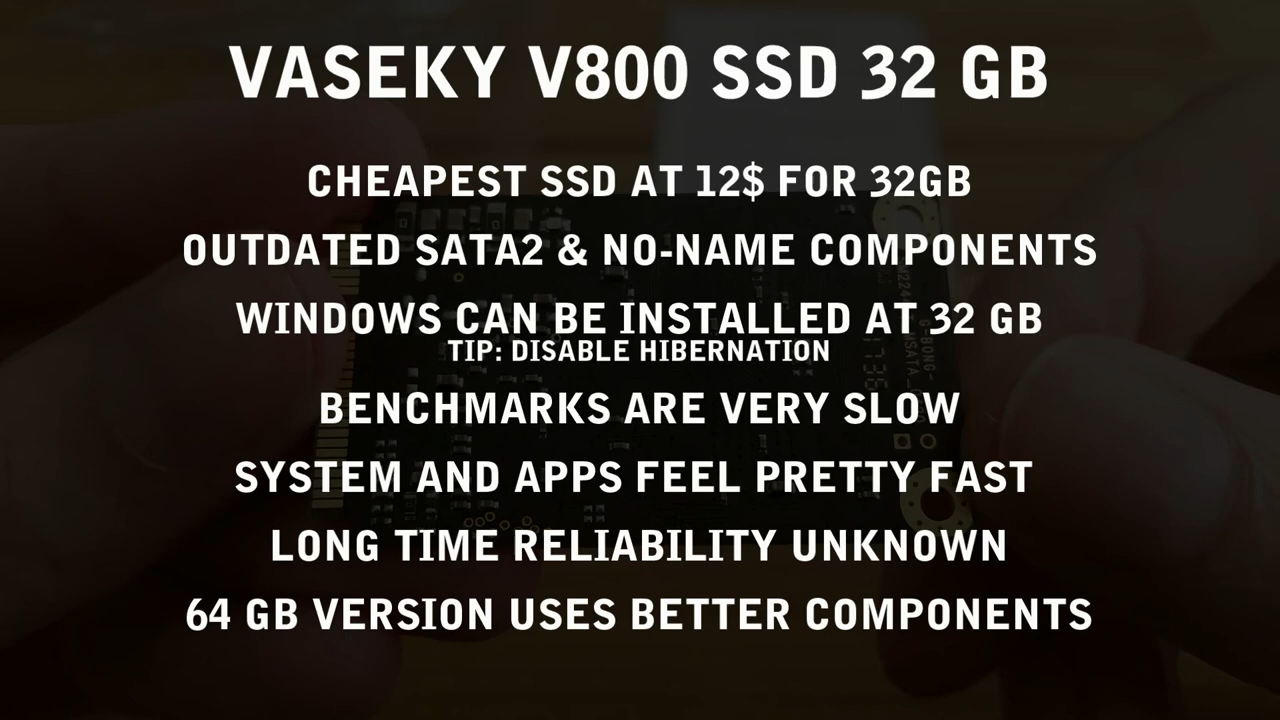 VASEKY V800 SSD 32 GB
CHEAPEST SSD AT 12$ FOR 32GB
OUTDATED SATA2 & NO-NAME COMPONENTS
WINDOWS CAN BE INSTALLED AT 32 GB
TIP: DISABLE HIBERNATION
BENCHMARKS ARE VERY SLOW
SYSTEM AND APPS FEEL PRETTY FAST
LONG TIME RELIABILITY UNKNOWN
64 GB VERSION USES BETTER COMPONENTS